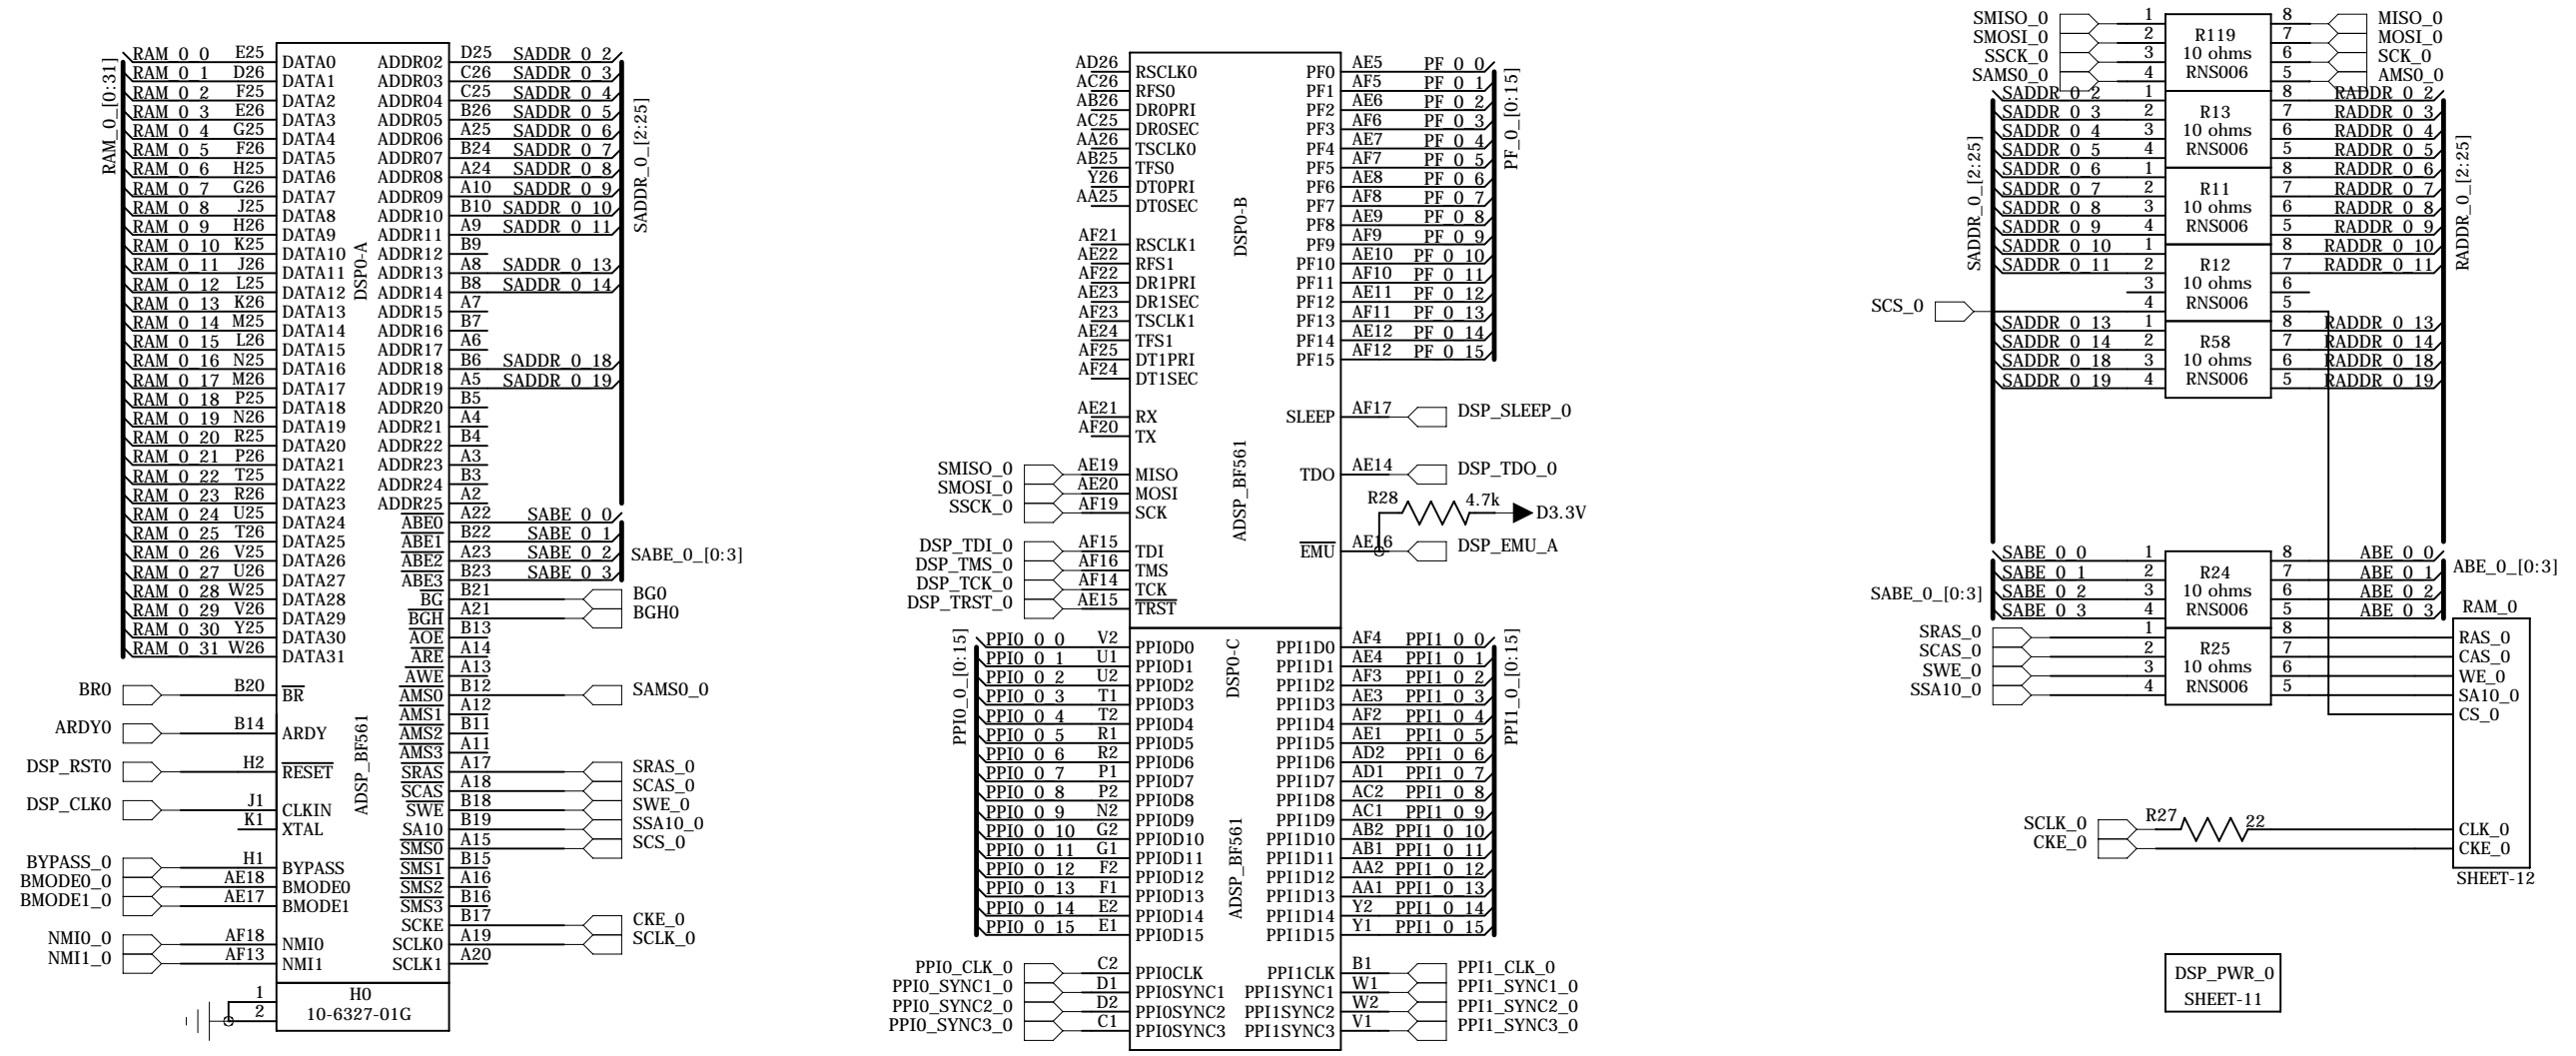 RAM_0_[0:31]
RAM_0_0 E25 DATA0 ADDR02 D25 SADDR_0_2
RAM_0_1 D26 DATA1 ADDR03 C26 SADDR_0_3
RAM_0_2 F25 DATA2 ADDR04 C25 SADDR_0_4
RAM_0_3 E26 DATA3 ADDR05 B26 SADDR_0_5
RAM_0_4 G25 DATA4 ADDR06 A25 SADDR_0_6
RAM_0_5 F26 DATA5 ADDR07 B24 SADDR_0_7
RAM_0_6 H25 DATA6 ADDR08 A24 SADDR_0_8
RAM_0_7 G26 DATA7 ADDR09 A10 SADDR_0_9
RAM_0_8 J25 DATA8 ADDR10 B10 SADDR_0_10
RAM_0_9 H26 DATA9 ADDR11 A9 SADDR_0_11
RAM_0_10 K25 DATA10 ADDR12 B9
RAM_0_11 J26 DATA11 ADDR13 A8 SADDR_0_13
RAM_0_12 L25 DATA12 ADDR14 B8 SADDR_0_14
RAM_0_13 K26 DATA13 ADDR15 A7
RAM_0_14 M25 DATA14 ADDR16 B7
RAM_0_15 L26 DATA15 ADDR17 A6
RAM_0_16 N25 DATA16 ADDR18 B6 SADDR_0_18
RAM_0_17 M26 DATA17 ADDR19 A5 SADDR_0_19
RAM_0_18 P25 DATA18 ADDR20 B5
RAM_0_19 N26 DATA19 ADDR21 A4
RAM_0_20 R25 DATA20 ADDR22 B4
RAM_0_21 P26 DATA21 ADDR23 A3
RAM_0_22 T25 DATA22 ADDR24 B3
RAM_0_23 R26 DATA23 ADDR25 A2
RAM_0_24 U25 DATA24 ABE0 A22 SABE_0_0
RAM_0_25 T26 DATA25 ABE1 B22 SABE_0_1
RAM_0_26 V25 DATA26 ABE2 A23 SABE_0_2
RAM_0_27 U26 DATA27 ABE3 B23 SABE_0_3
RAM_0_28 W25 DATA28 BG B21 BG0
RAM_0_29 V26 DATA29 BGH A21 BGH0
RAM_0_30 Y25 DATA30 AOE B13
RAM_0_31 W26 DATA31 ARE A14
AWE A13
BR0 B20 BR AMS0 B12 SAMS0_0
AMS1 A12
ARDY0 B14 ARDY AMS2 B11
AMS3 A11
DSP_RST0 H2 RESET SRAS A17 SRAS_0
SCAS A18 SCAS_0
DSP_CLK0 J1 CLKIN SWE B18 SWE_0
K1 XTAL SA10 B19 SSA10_0
SMS0 A15 SCS_0
BYPASS_0 H1 BYPASS SMS1 B15
BMODE0_0 AE18 BMODE0 SMS2 A16
BMODE1_0 AE17 BMODE1 SMS3 B16
SCKE B17 CKE_0
NMI0_0 AF18 NMI0 SCLK0 A19 SCLK_0
NMI1_0 AF13 NMI1 SCLK1 A20
DSP0-A
ADSP_BF561
SADDR_0_[2:25]
SABE_0_[0:3]
1 H0
2 10-6327-01G
AD26 RSCLK0 PF0 AE5 PF_0_0
AC26 RFS0 PF1 AF5 PF_0_1
AB26 DR0PRI PF2 AE6 PF_0_2
AC25 DR0SEC PF3 AF6 PF_0_3
AA26 TSCLK0 PF4 AE7 PF_0_4
AB25 TFS0 PF5 AF7 PF_0_5
Y26 DT0PRI PF6 AE8 PF_0_6
AA25 DT0SEC PF7 AF8 PF_0_7
PF8 AE9 PF_0_8
AF21 RSCLK1 PF9 AF9 PF_0_9
AE22 RFS1 PF10 AE10 PF_0_10
AF22 DR1PRI PF11 AF10 PF_0_11
AE23 DR1SEC PF12 AE11 PF_0_12
AF23 TSCLK1 PF13 AF11 PF_0_13
AE24 TFS1 PF14 AE12 PF_0_14
AF25 DT1PRI PF15 AF12 PF_0_15
AF24 DT1SEC
AE21 RX SLEEP AF17 DSP_SLEEP_0
AF20 TX
SMISO_0 AE19 MISO TDO AE14 DSP_TDO_0
SMOSI_0 AE20 MOSI
SSCK_0 AF19 SCK R28 4.7k D3.3V
DSP_TDI_0 AF15 TDI EMU AE16 DSP_EMU_A
DSP_TMS_0 AF16 TMS
DSP_TCK_0 AF14 TCK
DSP_TRST_0 AE15 TRST
DSP0-B
ADSP_BF561
PF_0_[0:15]
PPI0_0_[0:15]
PPI0_0_0 V2 PPI0D0 PPI1D0 AF4 PPI1_0_0
PPI0_0_1 U1 PPI0D1 PPI1D1 AE4 PPI1_0_1
PPI0_0_2 U2 PPI0D2 PPI1D2 AF3 PPI1_0_2
PPI0_0_3 T1 PPI0D3 PPI1D3 AE3 PPI1_0_3
PPI0_0_4 T2 PPI0D4 PPI1D4 AF2 PPI1_0_4
PPI0_0_5 R1 PPI0D5 PPI1D5 AE1 PPI1_0_5
PPI0_0_6 R2 PPI0D6 PPI1D6 AD2 PPI1_0_6
PPI0_0_7 P1 PPI0D7 PPI1D7 AD1 PPI1_0_7
PPI0_0_8 P2 PPI0D8 PPI1D8 AC2 PPI1_0_8
PPI0_0_9 N2 PPI0D9 PPI1D9 AC1 PPI1_0_9
PPI0_0_10 G2 PPI0D10 PPI1D10 AB2 PPI1_0_10
PPI0_0_11 G1 PPI0D11 PPI1D11 AB1 PPI1_0_11
PPI0_0_12 F2 PPI0D12 PPI1D12 AA2 PPI1_0_12
PPI0_0_13 F1 PPI0D13 PPI1D13 AA1 PPI1_0_13
PPI0_0_14 E2 PPI0D14 PPI1D14 Y2 PPI1_0_14
PPI0_0_15 E1 PPI0D15 PPI1D15 Y1 PPI1_0_15
PPI0_CLK_0 C2 PPI0CLK PPI1CLK B1 PPI1_CLK_0
PPI0_SYNC1_0 D1 PPI0SYNC1 PPI1SYNC1 W1 PPI1_SYNC1_0
PPI0_SYNC2_0 D2 PPI0SYNC2 PPI1SYNC2 W2 PPI1_SYNC2_0
PPI0_SYNC3_0 C1 PPI0SYNC3 PPI1SYNC3 V1 PPI1_SYNC3_0
DSP0-C
ADSP_BF561
PPI1_0_[0:15]
SMISO_0 1 8 MISO_0
SMOSI_0 2 R119 7 MOSI_0
SSCK_0 3 10 ohms 6 SCK_0
SAMS0_0 4 RNS006 5 AMS0_0
SADDR_0_2 1 8 RADDR_0_2
SADDR_0_3 2 R13 7 RADDR_0_3
SADDR_0_4 3 10 ohms 6 RADDR_0_4
SADDR_0_5 4 RNS006 5 RADDR_0_5
SADDR_0_6 1 8 RADDR_0_6
SADDR_0_7 2 R11 7 RADDR_0_7
SADDR_0_8 3 10 ohms 6 RADDR_0_8
SADDR_0_9 4 RNS006 5 RADDR_0_9
SADDR_0_10 1 8 RADDR_0_10
SADDR_0_11 2 R12 7 RADDR_0_11
3 10 ohms 6
SCS_0 4 RNS006 5
SADDR_0_13 1 8 RADDR_0_13
SADDR_0_14 2 R58 7 RADDR_0_14
SADDR_0_18 3 10 ohms 6 RADDR_0_18
SADDR_0_19 4 RNS006 5 RADDR_0_19
SADDR_0_[2:25]
RADDR_0_[2:25]
SABE_0_0 1 8 ABE_0_0
SABE_0_1 2 R24 7 ABE_0_1
SABE_0_2 3 10 ohms 6 ABE_0_2
SABE_0_3 4 RNS006 5 ABE_0_3
SABE_0_[0:3]
ABE_0_[0:3]
RAM_0
SRAS_0 1 8 RAS_0
SCAS_0 2 R25 7 CAS_0
SWE_0 3 10 ohms 6 WE_0
SSA10_0 4 RNS006 5 SA10_0
CS_0
SCLK_0 R27 22 CLK_0
CKE_0 CKE_0
SHEET-12
DSP_PWR_0
SHEET-11